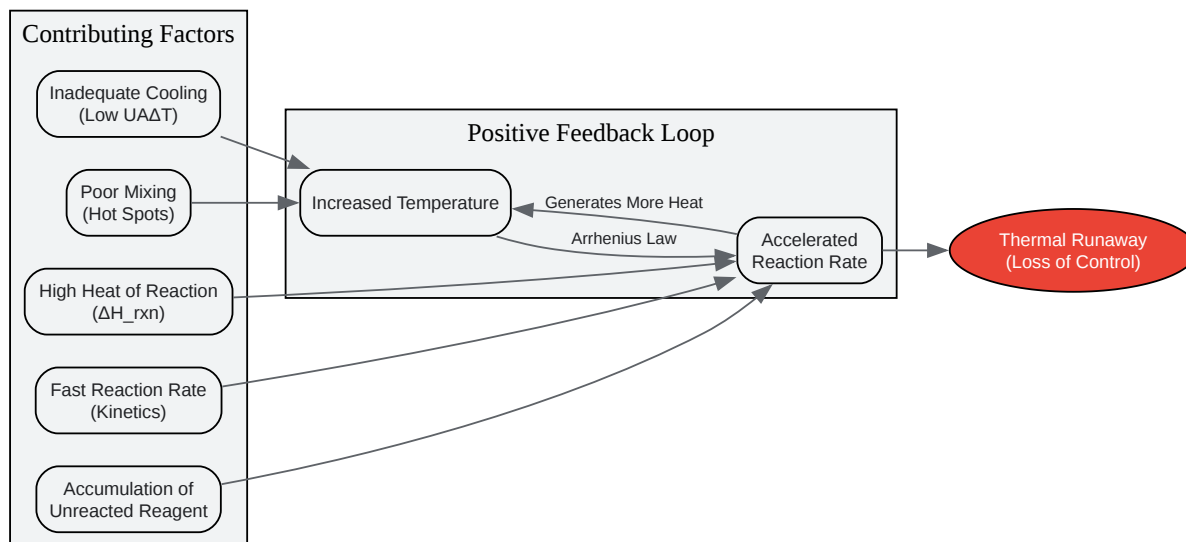 Contributing Factors
Inadequate Cooling
(Low UAΔT)
Poor Mixing
(Hot Spots)
High Heat of Reaction
(ΔH_rxn)
Fast Reaction Rate
(Kinetics)
Accumulation of
Unreacted Reagent
Positive Feedback Loop
Increased Temperature
Generates More Heat
Arrhenius Law
Accelerated
Reaction Rate
Thermal Runaway
(Loss of Control)